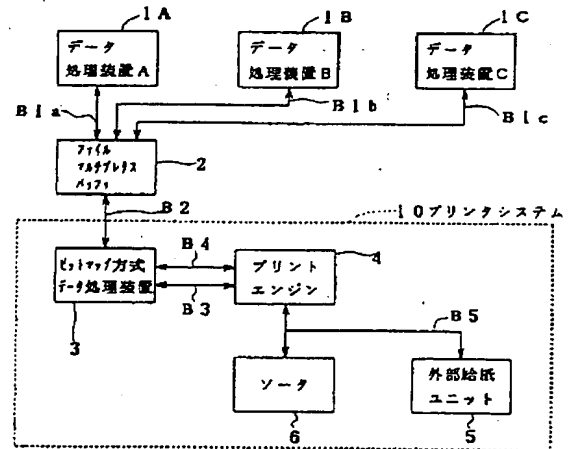 1A
1B
1C
データ
処理装置A
データ
処理装置B
データ
処理装置C
B1a
B1b
B1c
ファイル
マルチプレクス
バッファ
2
B2
10プリンタシステム
ビットマップ方式
データ処理装置
B4
B3
プリント
エンジン
4
3
B5
ソータ
外部給紙
ユニット
6
5